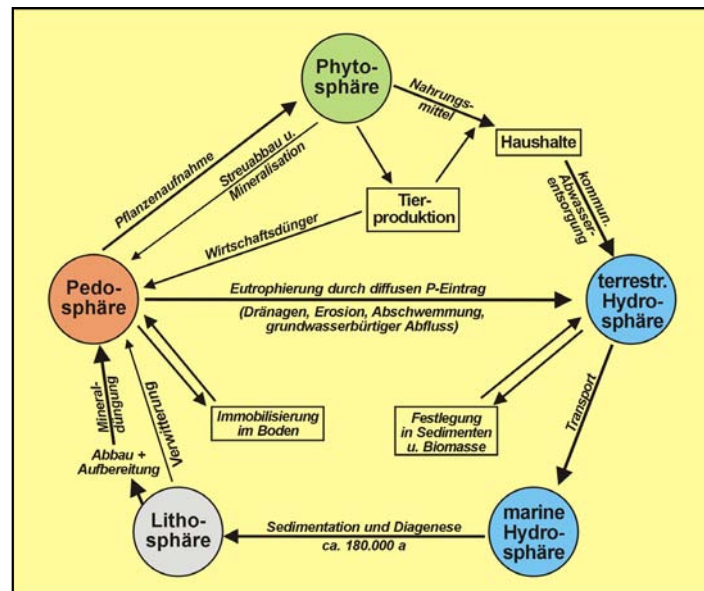 Phyto-
sphäre
Nahrungs-
mittel
Haushalte
Pflanzenaufnahme
Streuabbau u.
Mineralisation
Tier-
produktion
kommun.
Abwasser-
entsorgung
Wirtschaftsdünger
Pedo-
sphäre
Eutrophierung durch diffusen P-Eintrag
(Dränagen, Erosion, Abschwemmung,
grundwasserbürtiger Abfluss)
terrestr.
Hydro-
sphäre
Mineral-
düngung
Verwitterung
Immobilisierung
im Boden
Festlegung
in Sedimenten
u. Biomasse
Transport
Abbau +
Aufbereitung
Litho-
sphäre
Sedimentation und Diagenese
ca. 180.000 a
marine
Hydro-
sphäre